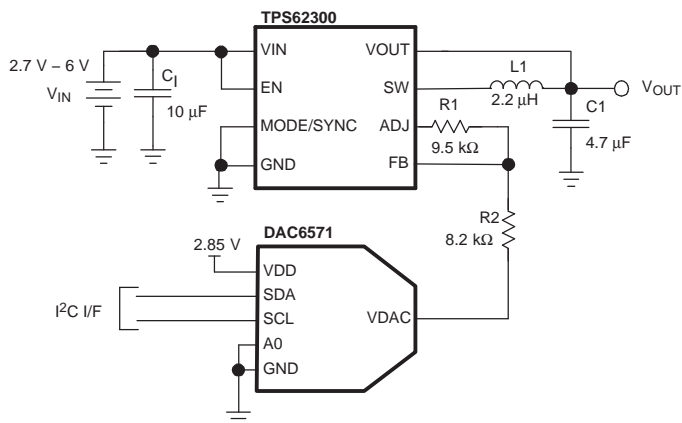 TPS62300
2.7 V – 6 V
VIN
CI
10 μF
VIN
EN
MODE/SYNC
GND
VOUT
SW
ADJ
FB
L1
2.2 μH
R1
9.5 kΩ
VOUT
C1
4.7 μF
R2
8.2 kΩ
DAC6571
2.85 V
I2C I/F
VDD
SDA
SCL
A0
GND
VDAC